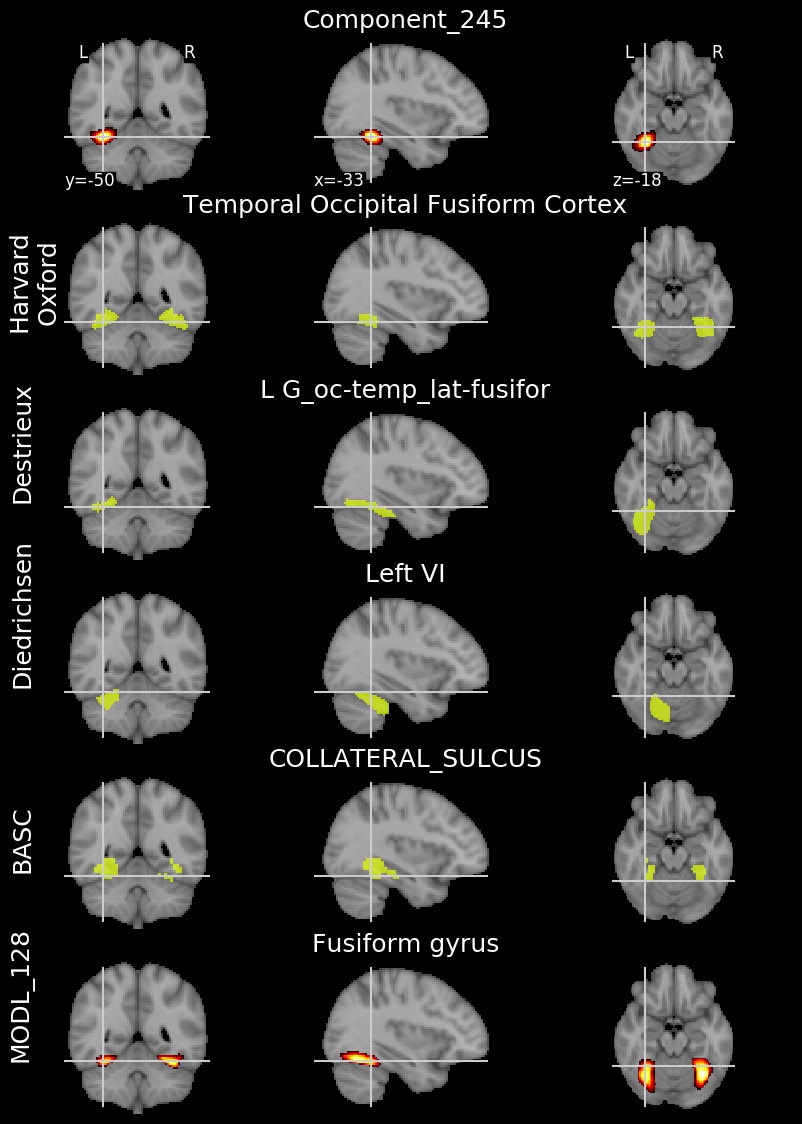 Component_245
L R
L R
y=-50
x=-33
z=-18
Temporal Occipital Fusiform Cortex
Harvard
Oxford
L G_oc-temp_lat-fusifor
Destrieux
Left VI
Diedrichsen
COLLATERAL_SULCUS
BASC
Fusiform gyrus
MODL_128